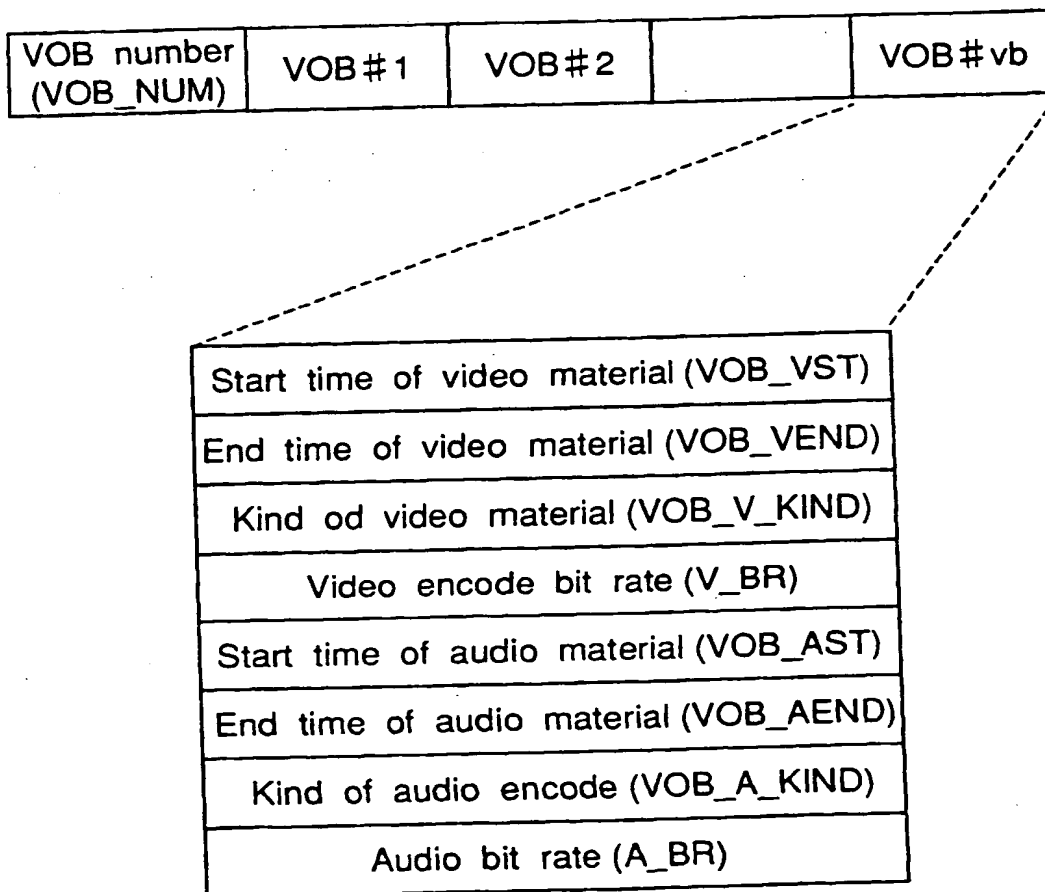 VOB number
(VOB_NUM)
VOB#1
VOB#2
VOB#vb
Start time of video material (VOB_VST)
End time of video material (VOB_VEND)
Kind od video material (VOB_V_KIND)
Video encode bit rate (V_BR)
Start time of audio material (VOB_AST)
End time of audio material (VOB_AEND)
Kind of audio encode (VOB_A_KIND)
Audio bit rate (A_BR)